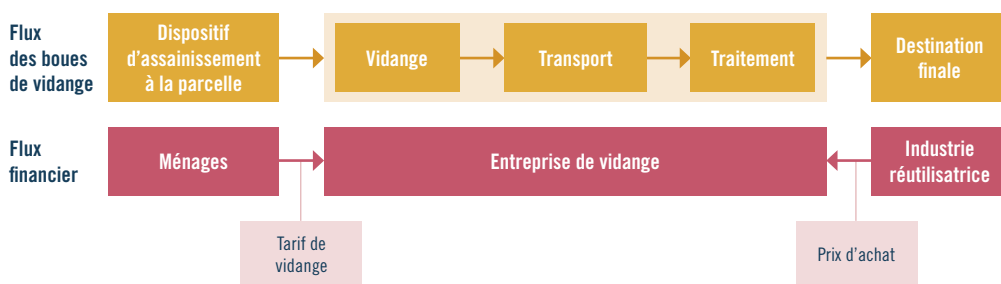 Flux
des boues
de vidange
Dispositif
d'assainissement
à la parcelle
Vidange
Transport
Traitement
Destination
finale
Flux
financier
Ménages
Entreprise de vidange
Industrie
réutilisatrice
Tarif de
vidange
Prix d'achat